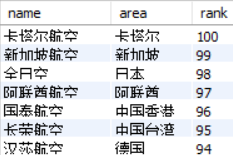 name area rank
卡塔尔航空 卡塔尔 100
新加坡航空 新加坡 99
全日空 日本 98
阿联酋航空 阿联酋 97
国泰航空 中国香港 96
长荣航空 中国台湾 95
汉莎航空 德国 94